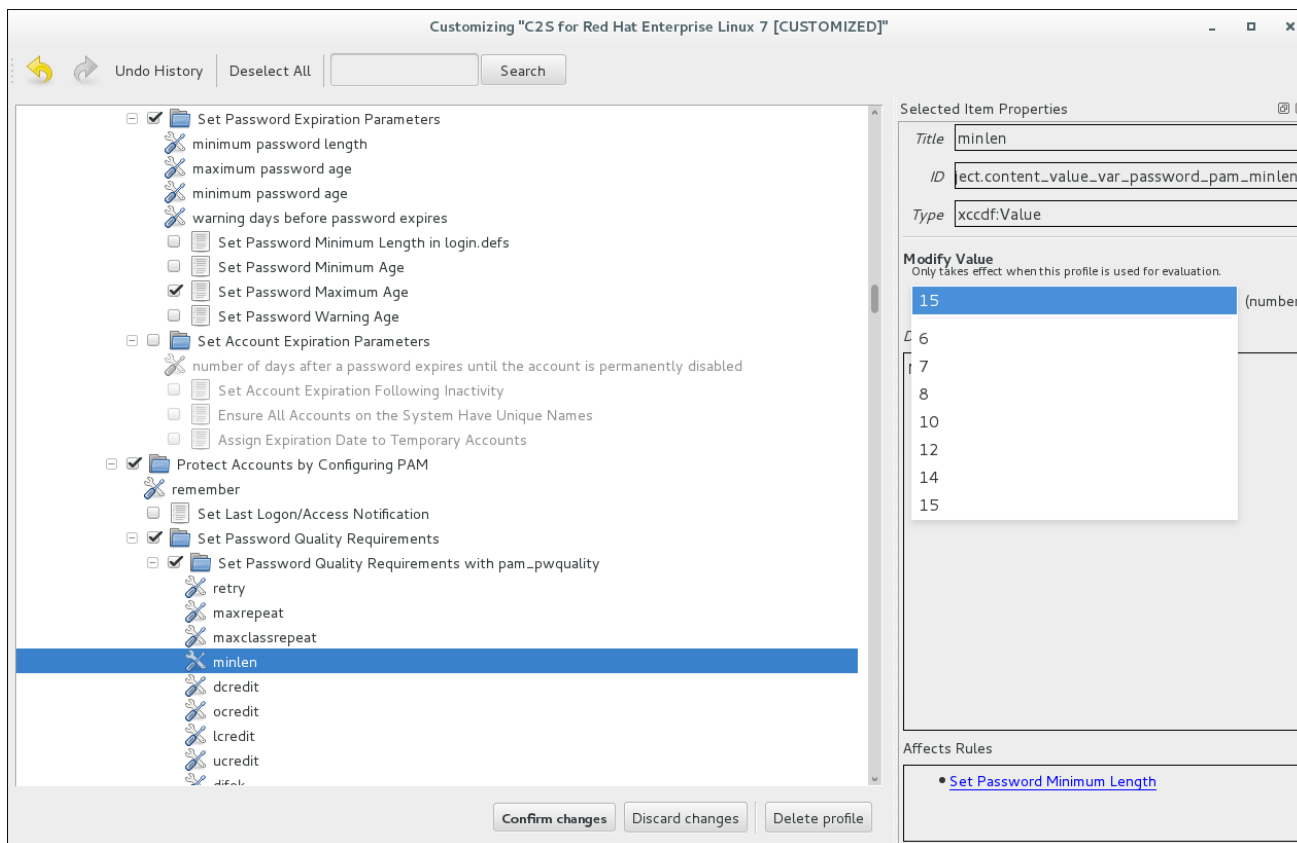 Customizing "C2S for Red Hat Enterprise Linux 7 [CUSTOMIZED]"
Undo History
Deselect All
Search
Set Password Expiration Parameters
minimum password length
maximum password age
minimum password age
warning days before password expires
Set Password Minimum Length in login.defs
Set Password Minimum Age
Set Password Maximum Age
Set Password Warning Age
Set Account Expiration Parameters
number of days after a password expires until the account is permanently disabled
Set Account Expiration Following Inactivity
Ensure All Accounts on the System Have Unique Names
Assign Expiration Date to Temporary Accounts
Protect Accounts by Configuring PAM
remember
Set Last Logon/Access Notification
Set Password Quality Requirements
Set Password Quality Requirements with pam_pwquality
retry
maxrepeat
maxclassrepeat
minlen
dcredit
ocredit
lcredit
ucredit
Confirm changes
Discard changes
Delete profile
Selected Item Properties
Title minlen
ID ject.content_value_var_password_pam_minlen
Type xccdf:Value
Modify Value
Only takes effect when this profile is used for evaluation.
15 (number
6
7
8
10
12
14
15
Affects Rules
Set Password Minimum Length